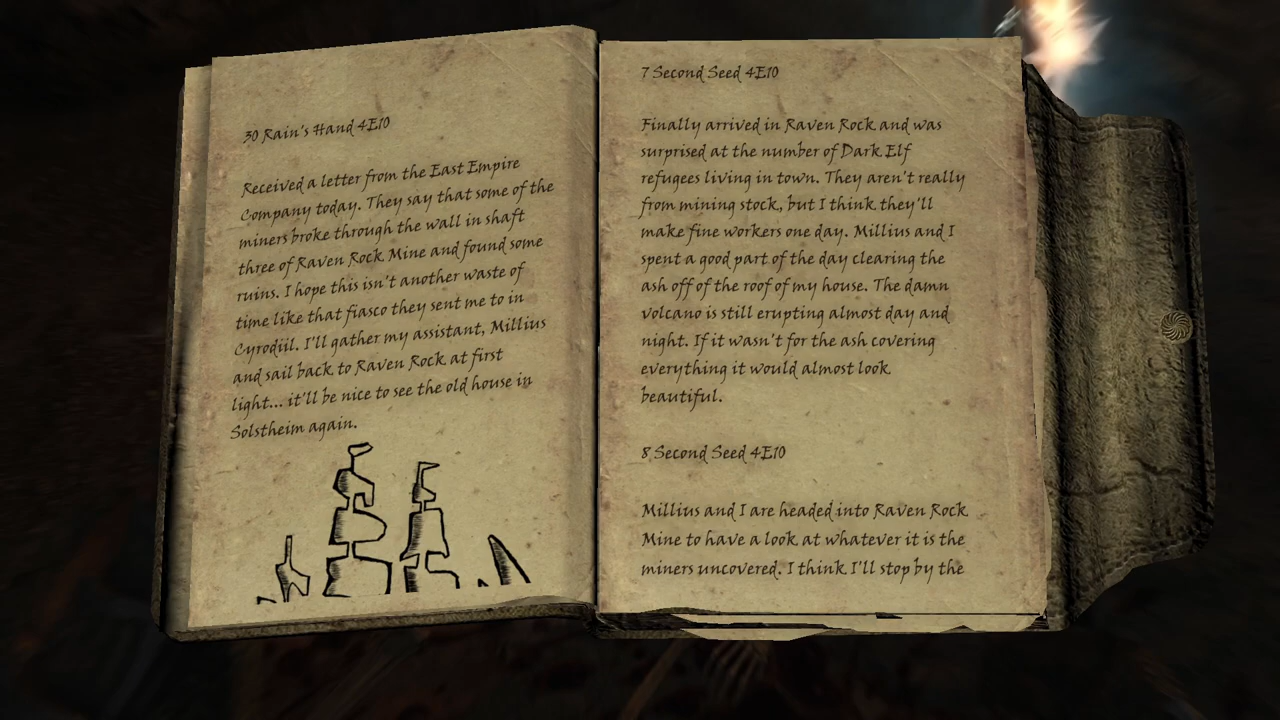 30 Rain's Hand 4E10
Received a letter from the East Empire
Company today. They say that some of the
miners broke through the wall in shaft
three of Raven Rock Mine and found some
ruins. I hope this isn't another waste of
time like that fiasco they sent me to in
Cyrodiil. I'll gather my assistant, Millius
and sail back to Raven Rock at first
light... it'll be nice to see the old house in
Solstheim again.
7 Second Seed 4E10
Finally arrived in Raven Rock and was
surprised at the number of Dark Elf
refugees living in town. They aren't really
from mining stock, but I think they'll
make fine workers one day. Millius and I
spent a good part of the day clearing the
ash off of the roof of my house. The damn
volcano is still erupting almost day and
night. If it wasn't for the ash covering
everything it would almost look
beautiful.
8 Second Seed 4E10
Millius and I are headed into Raven Rock
Mine to have a look at whatever it is the
miners uncovered. I think I'll stop by the